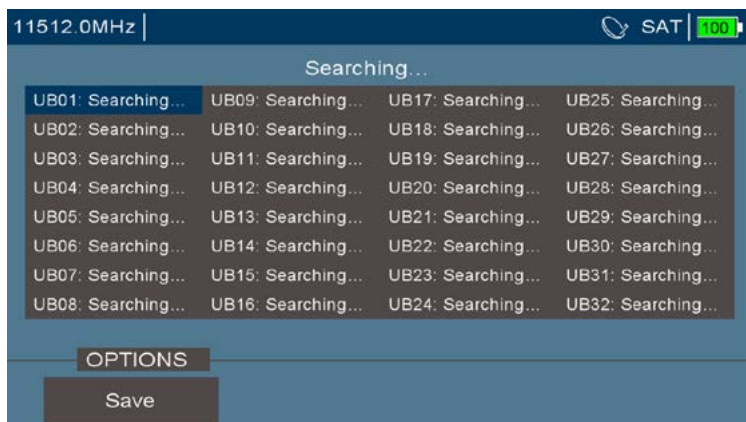 11512.0MHz SAT 100
Searching...
UB01: Searching... UB09: Searching... UB17: Searching... UB25: Searching...
UB02: Searching... UB10: Searching... UB18: Searching... UB26: Searching...
UB03: Searching... UB11: Searching... UB19: Searching... UB27: Searching...
UB04: Searching... UB12: Searching... UB20: Searching... UB28: Searching...
UB05: Searching... UB13: Searching... UB21: Searching... UB29: Searching...
UB06: Searching... UB14: Searching... UB22: Searching... UB30: Searching...
UB07: Searching... UB15: Searching... UB23: Searching... UB31: Searching...
UB08: Searching... UB16: Searching... UB24: Searching... UB32: Searching...
OPTIONS
Save